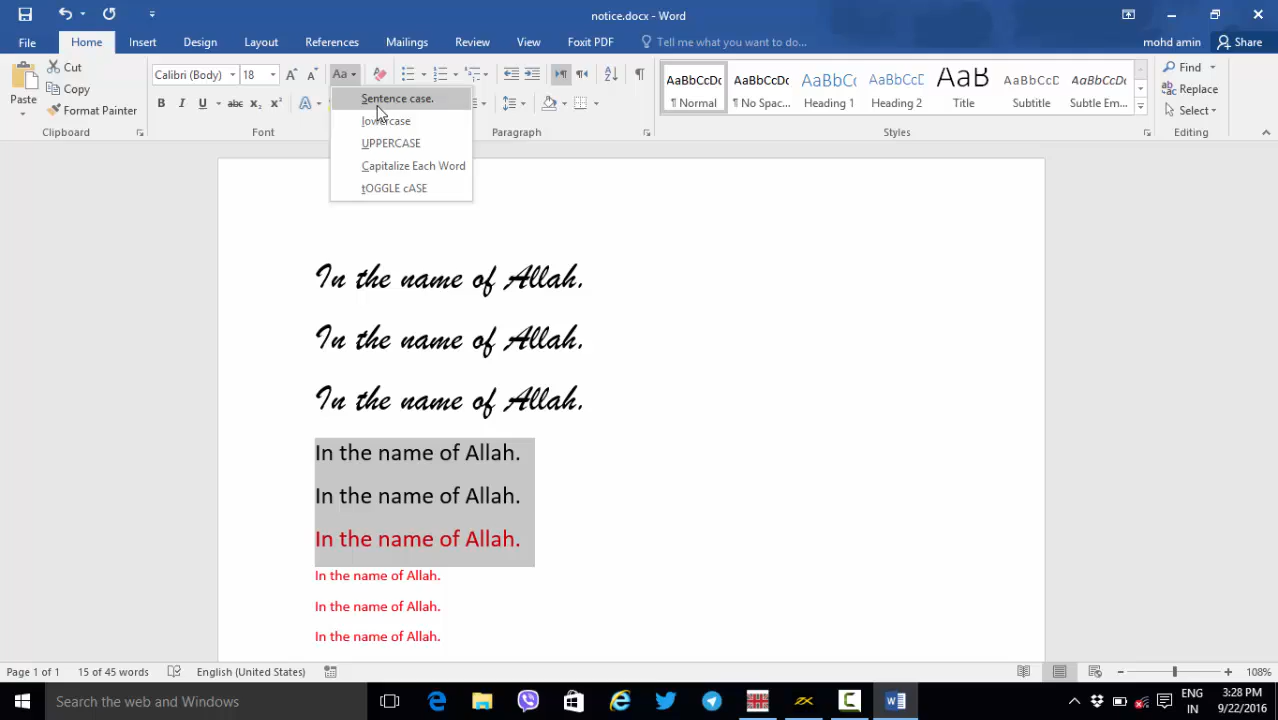 notice.docx - Word
File Home Insert Design Layout References Mailings Review View Foxit PDF Tell me what you want to do... mohd amin Share
Paste Cut Copy Format Painter
Clipboard
Calibri (Body) 18 A A Aa
B I U abc x₂ x² A
Font
Paragraph
AaBbCcDc AaBbCcDc AaBbCc AaBbCcC AaB AaBbCcC AaBbCcDc
¶ Normal ¶ No Spac... Heading 1 Heading 2 Title Subtitle Subtle Em...
Styles
Find
Replace
Select
Editing
Sentence case.
lowercase
UPPERCASE
Capitalize Each Word
tOGGLE cASE
In the name of Allah.
In the name of Allah.
In the name of Allah.
In the name of Allah.
In the name of Allah.
In the name of Allah.
In the name of Allah.
In the name of Allah.
In the name of Allah.
Page 1 of 1 15 of 45 words English (United States) 108%
Search the web and Windows
ENG
IN
3:28 PM
9/22/2016